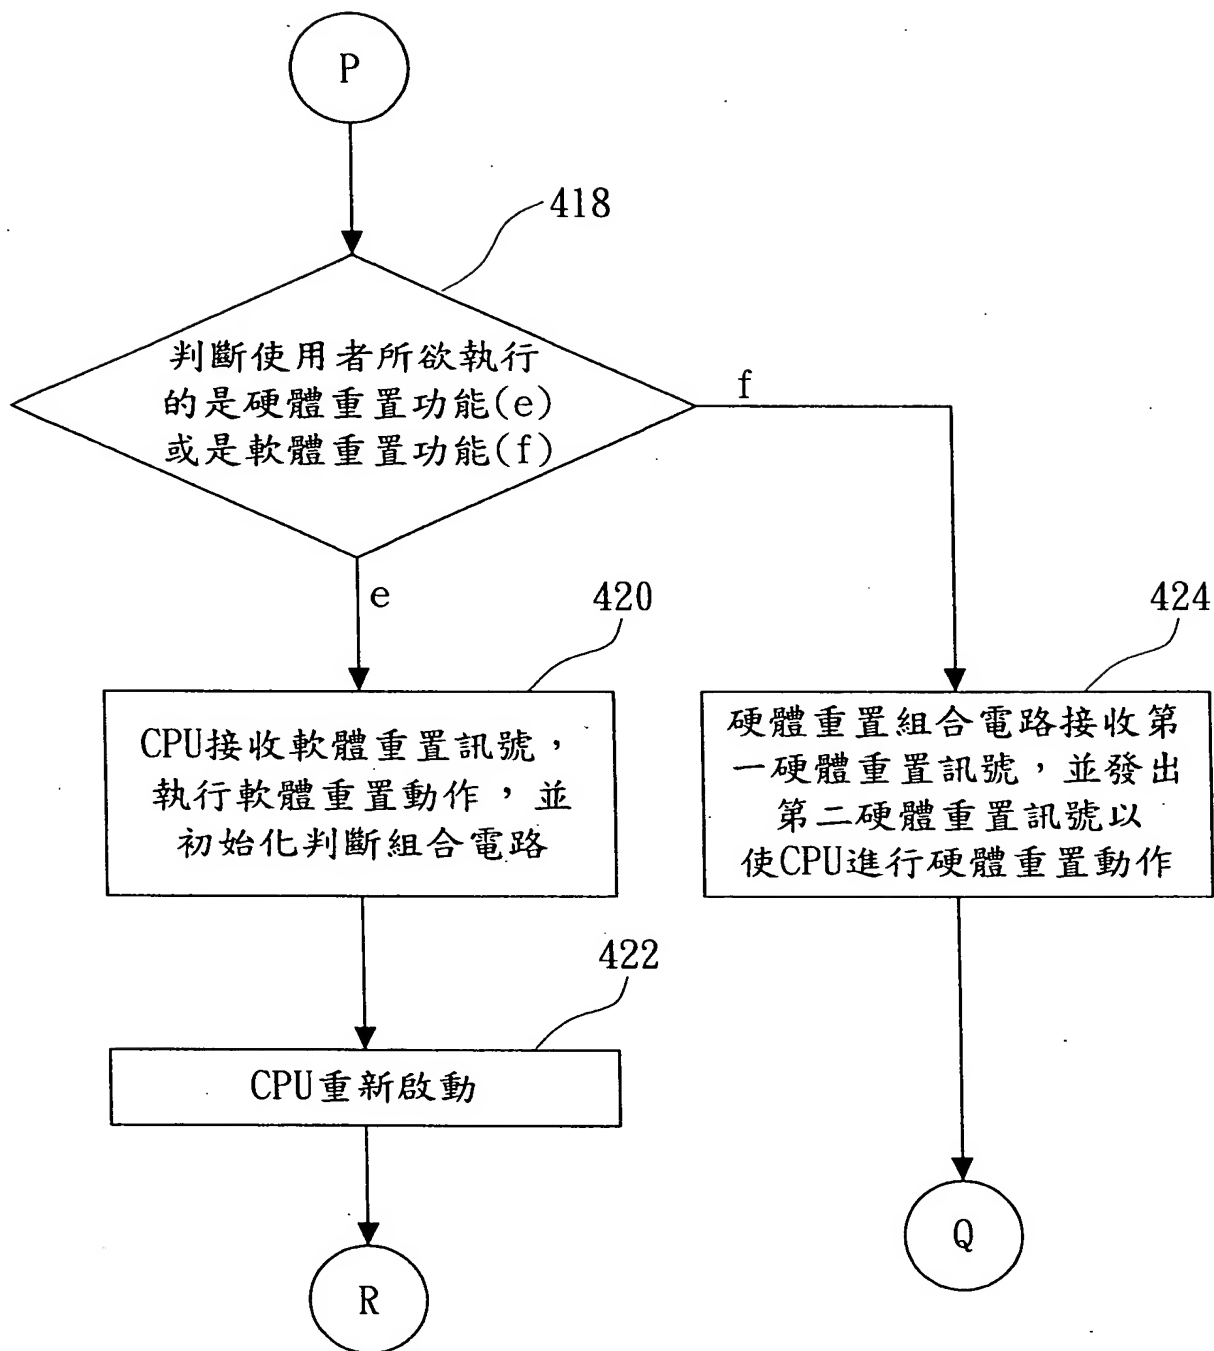 P
418
判斷使用者所欲執行
的是硬體重置功能(e)
或是軟體重置功能(f)
f
e
420
CPU接收軟體重置訊號，
執行軟體重置動作，並
初始化判斷組合電路
424
硬體重置組合電路接收第
一硬體重置訊號，並發出
第二硬體重置訊號以
使CPU進行硬體重置動作
422
CPU重新啟動
Q
R